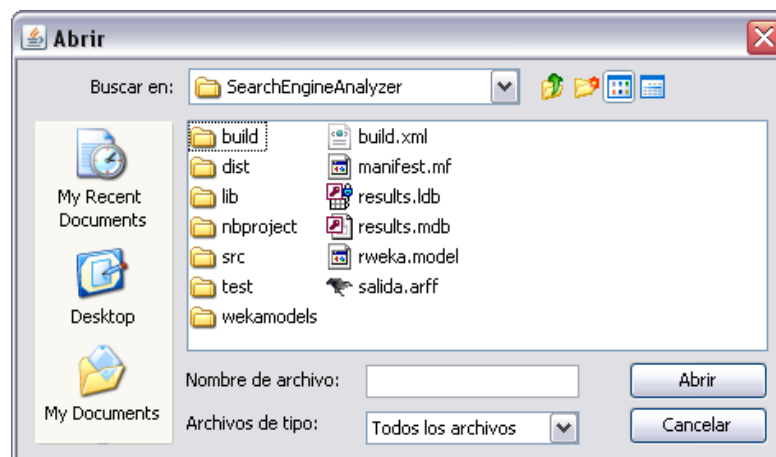 Abrir
Buscar en: SearchEngineAnalyzer
My Recent
Documents
Desktop
My Documents
build
dist
lib
nbproject
src
test
wekamodels
build.xml
manifest.mf
results.ldb
results.mdb
rweka.model
salida.arff
Nombre de archivo: Abrir
Archivos de tipo: Todos los archivos Cancelar